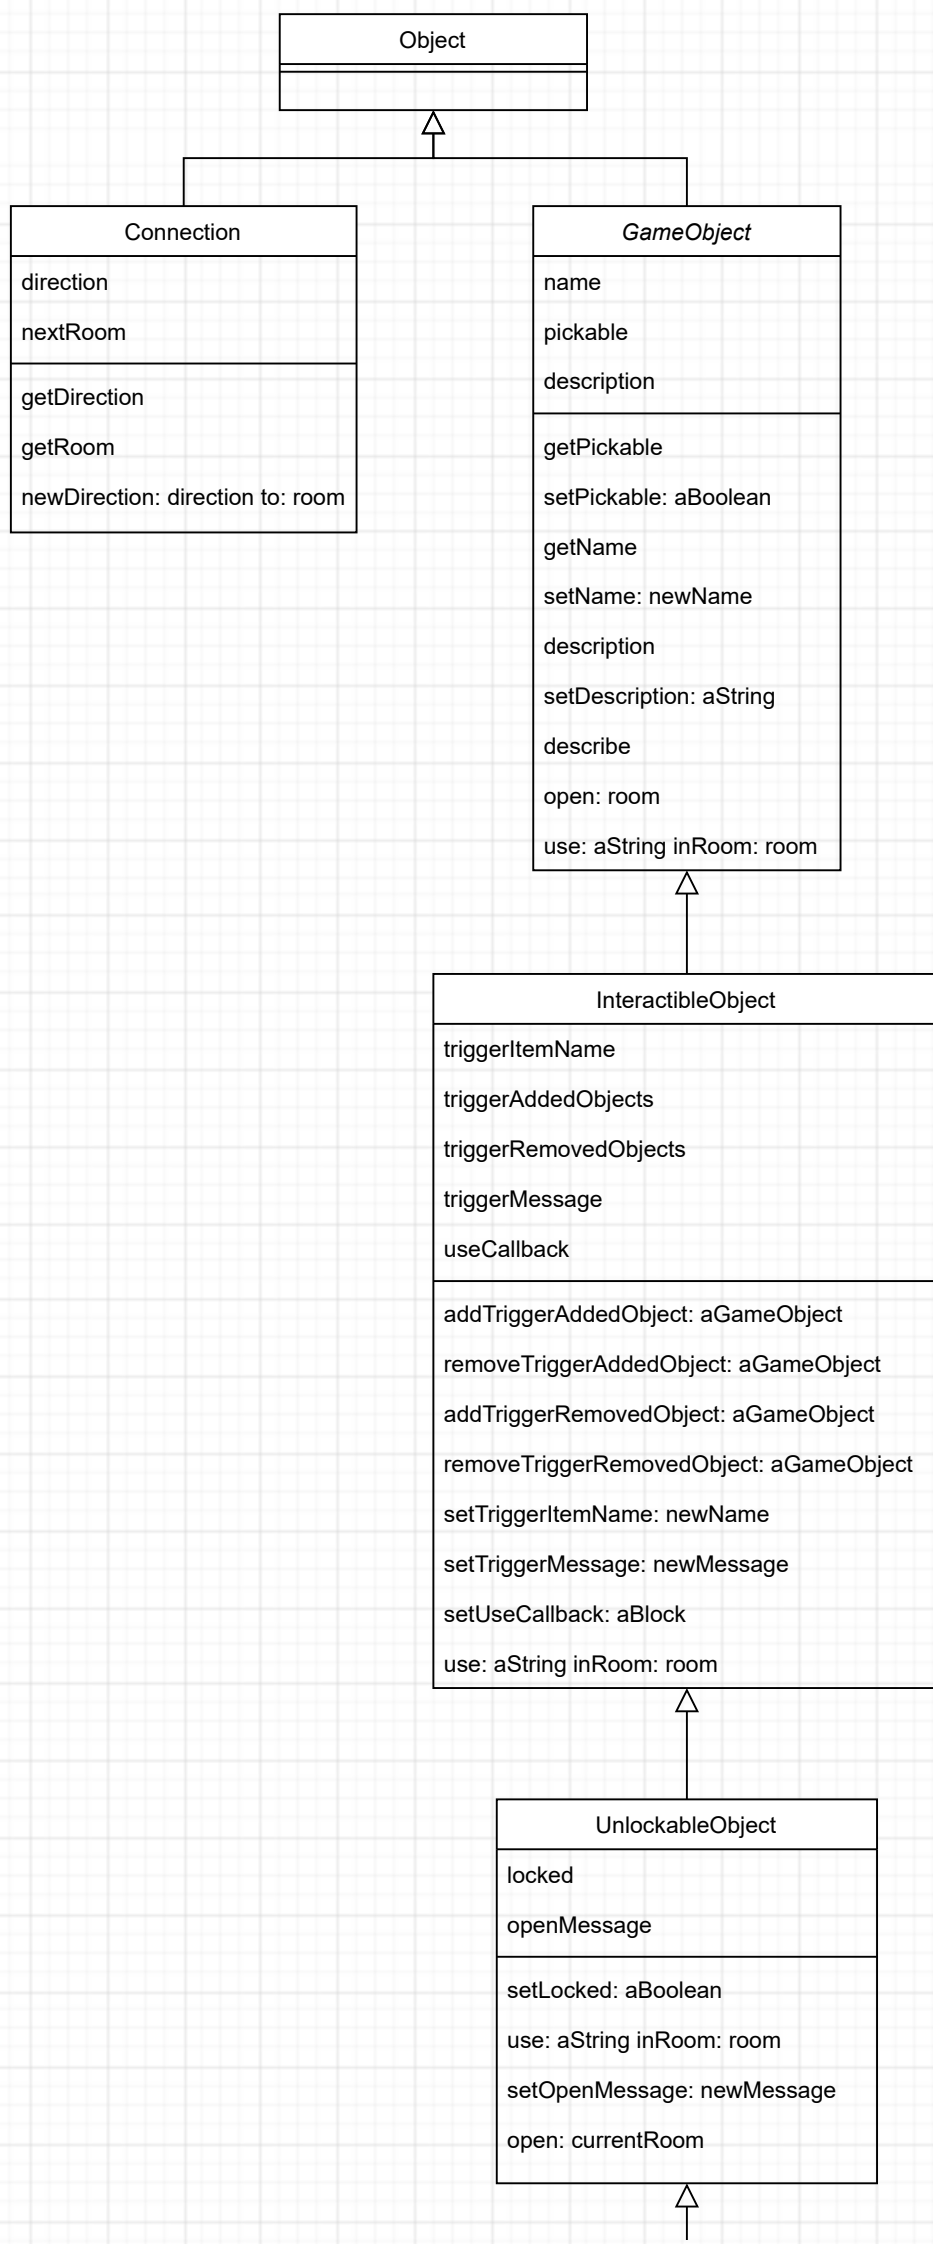 Object
Connection
direction
nextRoom
getDirection
getRoom
newDirection: direction to: room
GameObject
name
pickable
description
getPickable
setPickable: aBoolean
getName
setName: newName
description
setDescription: aString
describe
open: room
use: aString inRoom: room
InteractibleObject
triggerItemName
triggerAddedObjects
triggerRemovedObjects
triggerMessage
useCallback
addTriggerAddedObject: aGameObject
removeTriggerAddedObject: aGameObject
addTriggerRemovedObject: aGameObject
removeTriggerRemovedObject: aGameObject
setTriggerItemName: newName
setTriggerMessage: newMessage
setUseCallback: aBlock
use: aString inRoom: room
UnlockableObject
locked
openMessage
setLocked: aBoolean
use: aString inRoom: room
setOpenMessage: newMessage
open: currentRoom